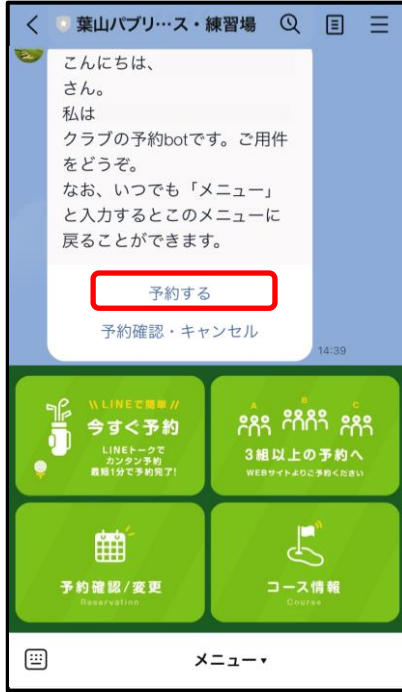 葉山パブリ…ス・練習場
こんにちは、
さん。
私は
クラブの予約botです。ご用件
をどうぞ。
なお、いつでも「メニュー」
と入力するとこのメニューに
戻ることができます。
予約する
予約確認・キャンセル
14:39
\\ LINEで簡単 //
今すぐ予約
LINEトークで
カンタン予約
最短1分で予約完了!
A B C
3組以上の予約へ
WEBサイトよりご予約ください
予約確認/変更
Reservation
コース情報
Course
メニュー▾